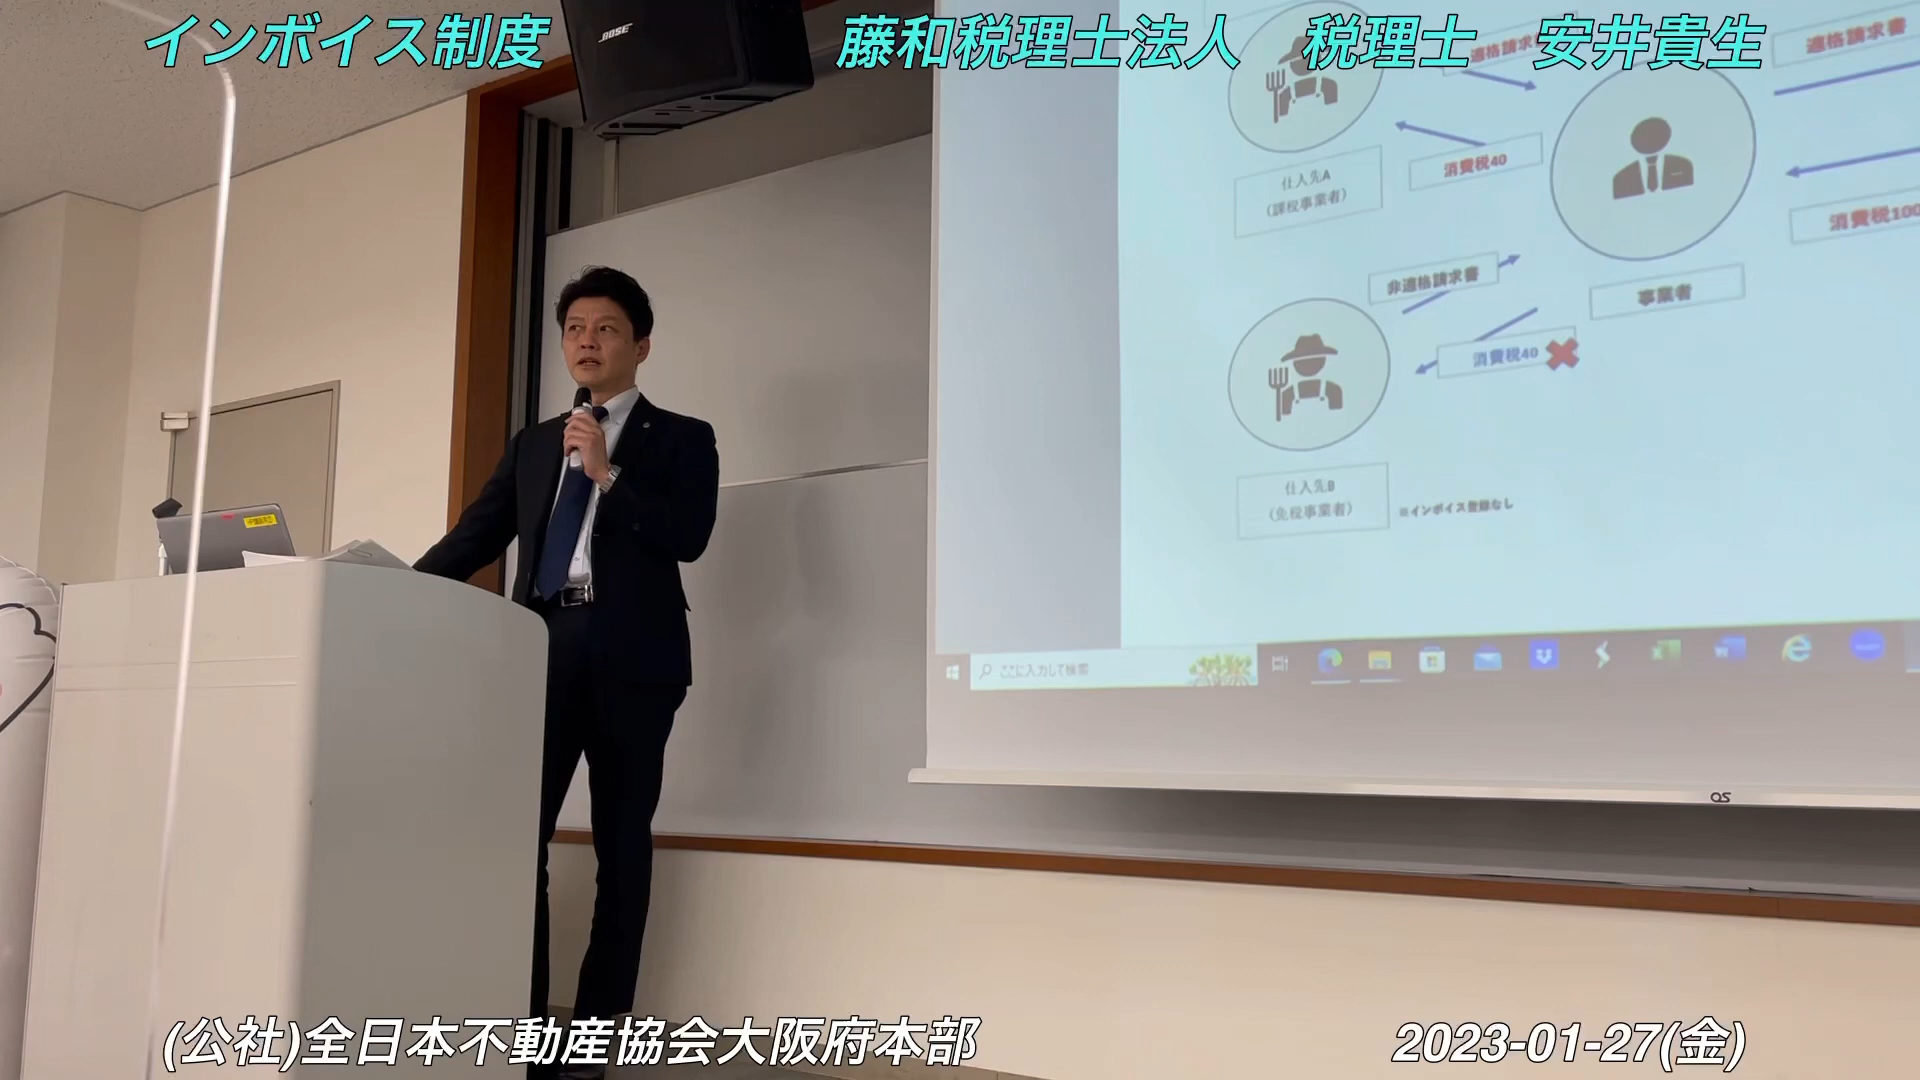 インボイス制度　藤和税理士法人　税理士　安井貴生
BOSE
適格請求書
適格請求書
消費税40
仕入先A
（課税事業者）
消費税100
非適格請求書
事業者
消費税40
仕入先B
（免税事業者）
※インボイス登録なし
ここに入力して検索
OS
(公社)全日本不動産協会大阪府本部　2023-01-27(金)